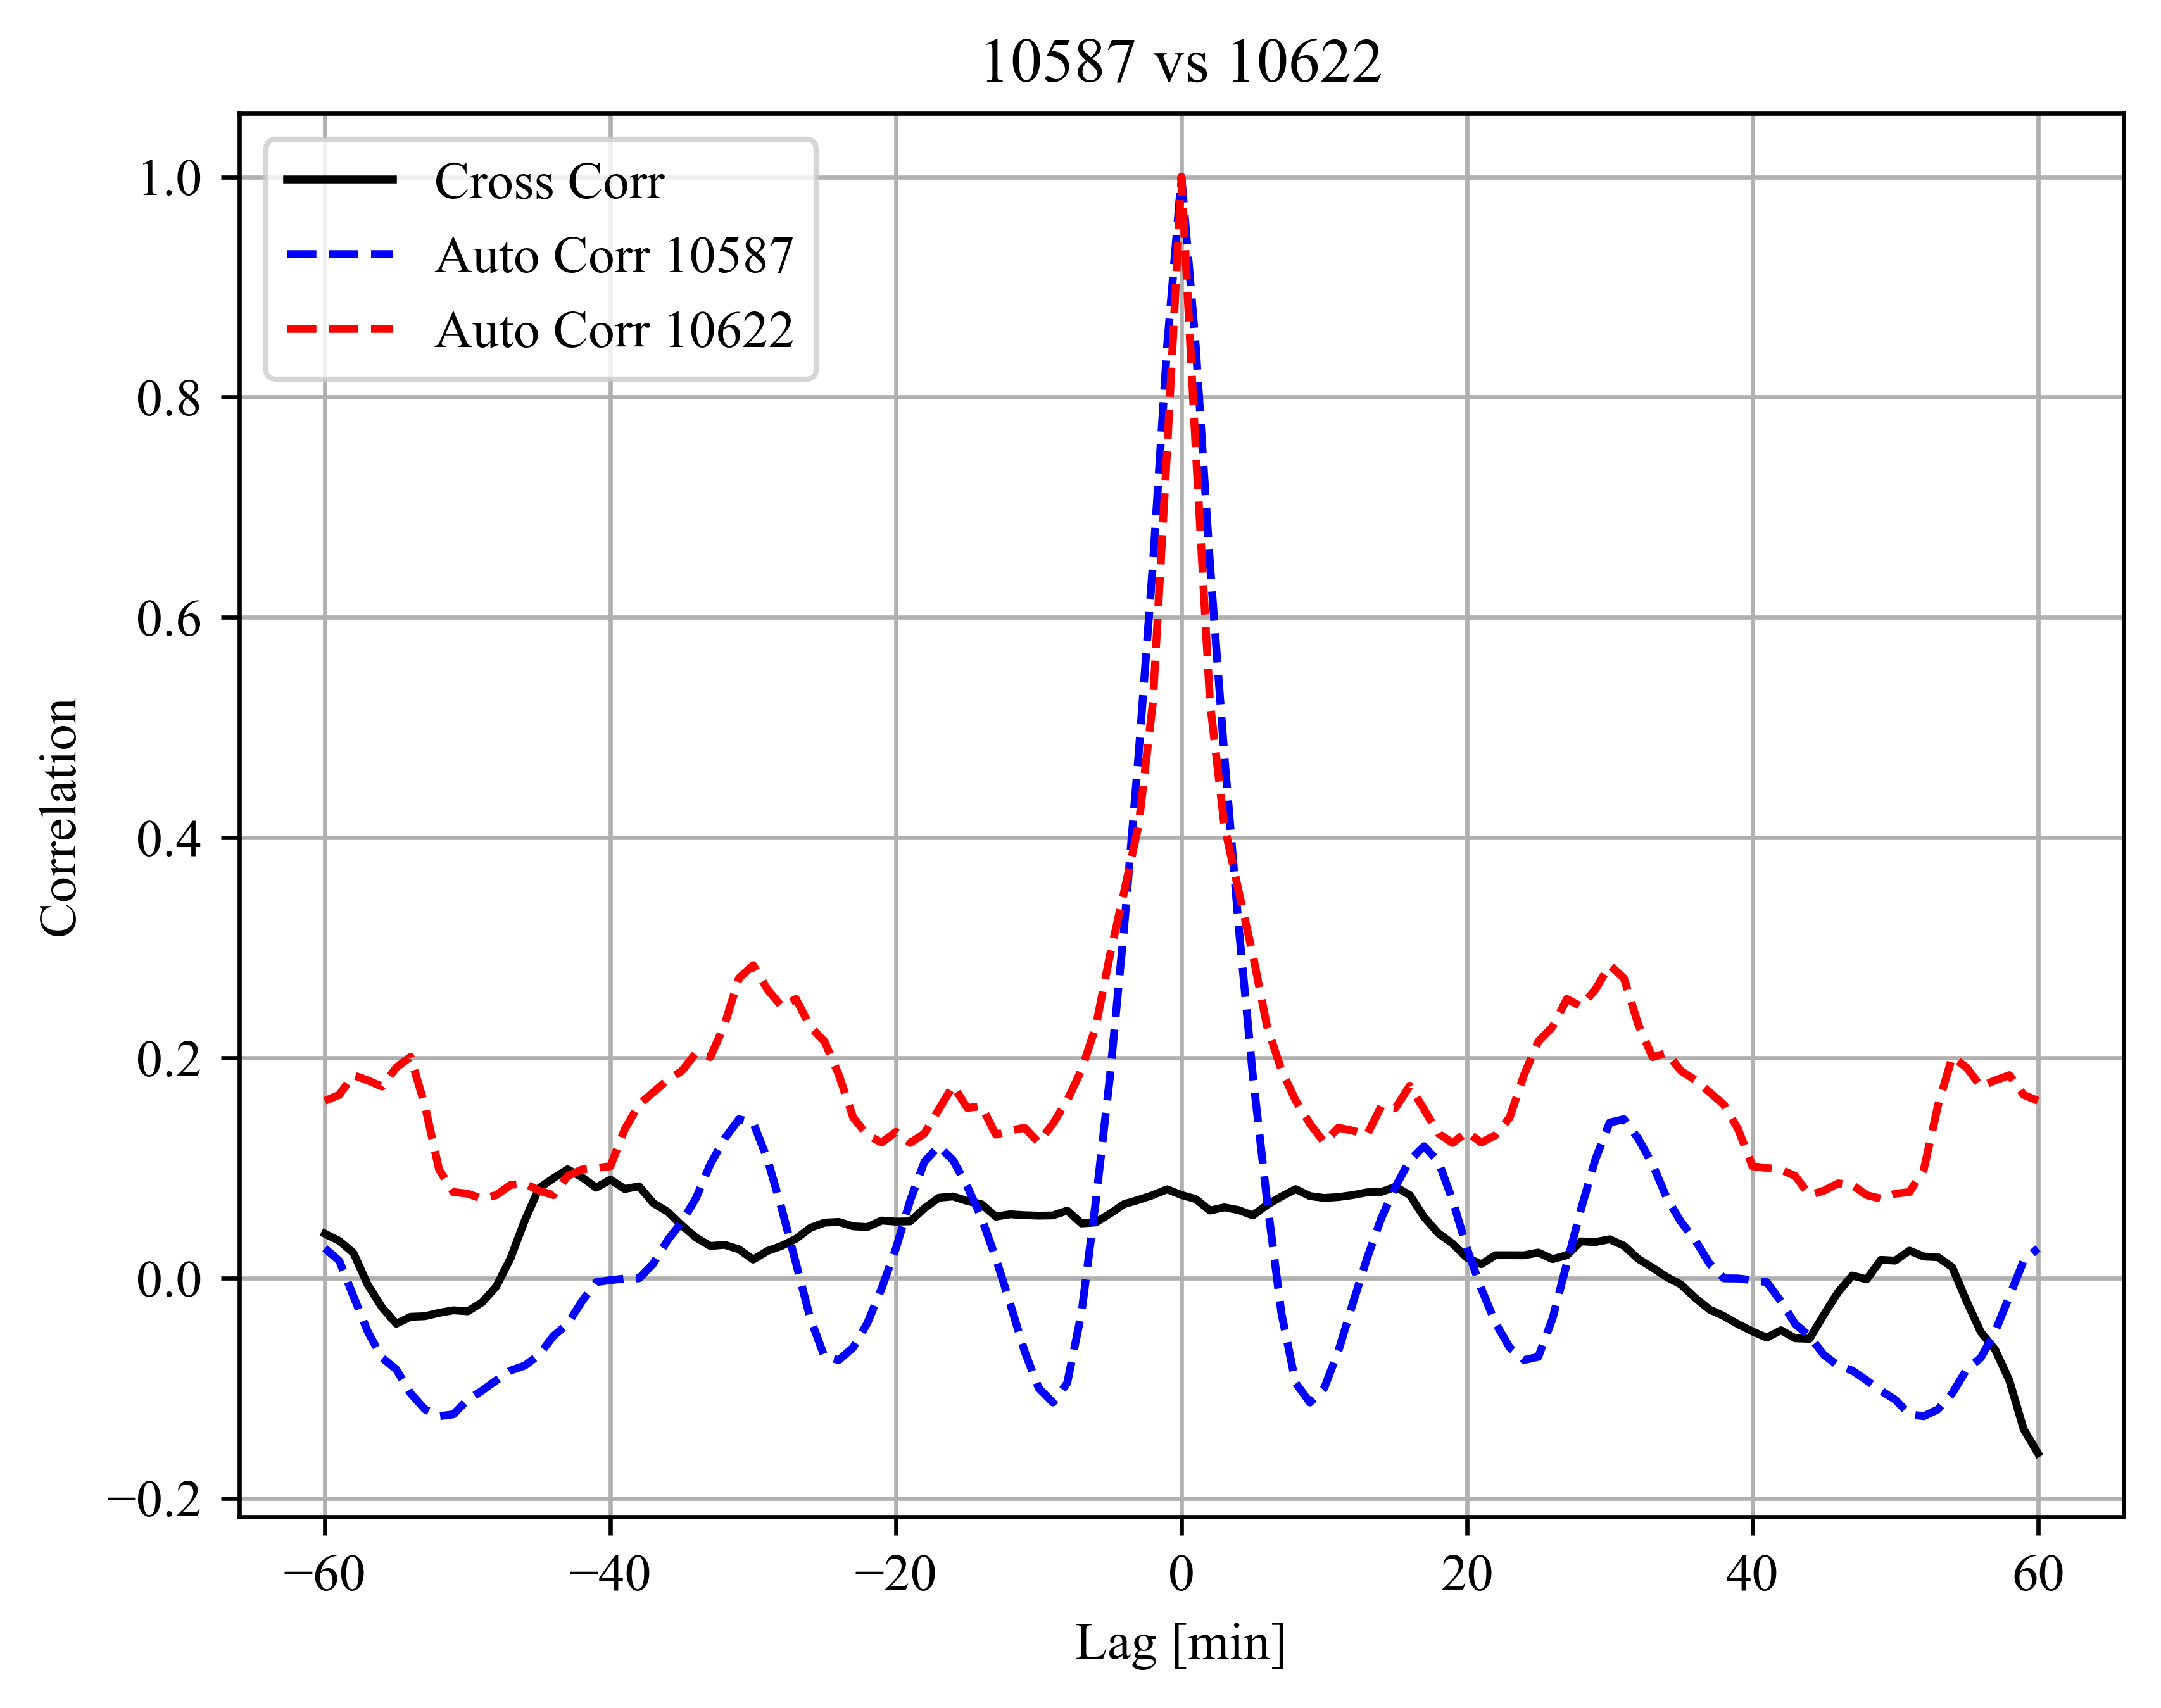 10587 vs 10622
Cross Corr
Auto Corr 10587
Auto Corr 10622
1.0
0.8
0.6
0.4
0.2
0.0
−0.2
Correlation
−60 −40 −20 0 20 40 60
Lag [min]